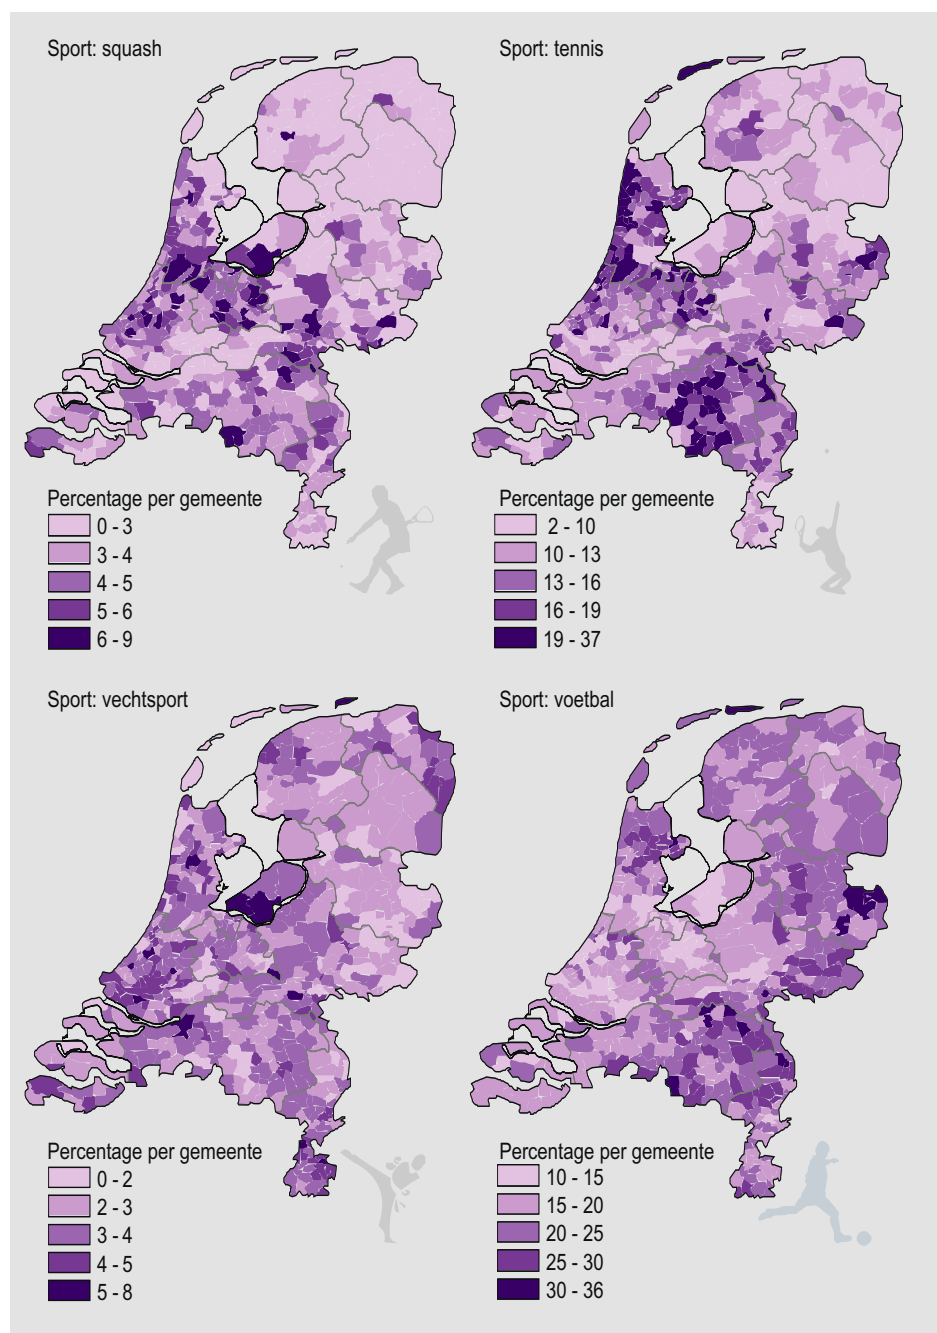 Sport: squash
Percentage per gemeente
0 - 3
3 - 4
4 - 5
5 - 6
6 - 9
Sport: tennis
Percentage per gemeente
2 - 10
10 - 13
13 - 16
16 - 19
19 - 37
Sport: vechtsport
Percentage per gemeente
0 - 2
2 - 3
3 - 4
4 - 5
5 - 8
Sport: voetbal
Percentage per gemeente
10 - 15
15 - 20
20 - 25
25 - 30
30 - 36